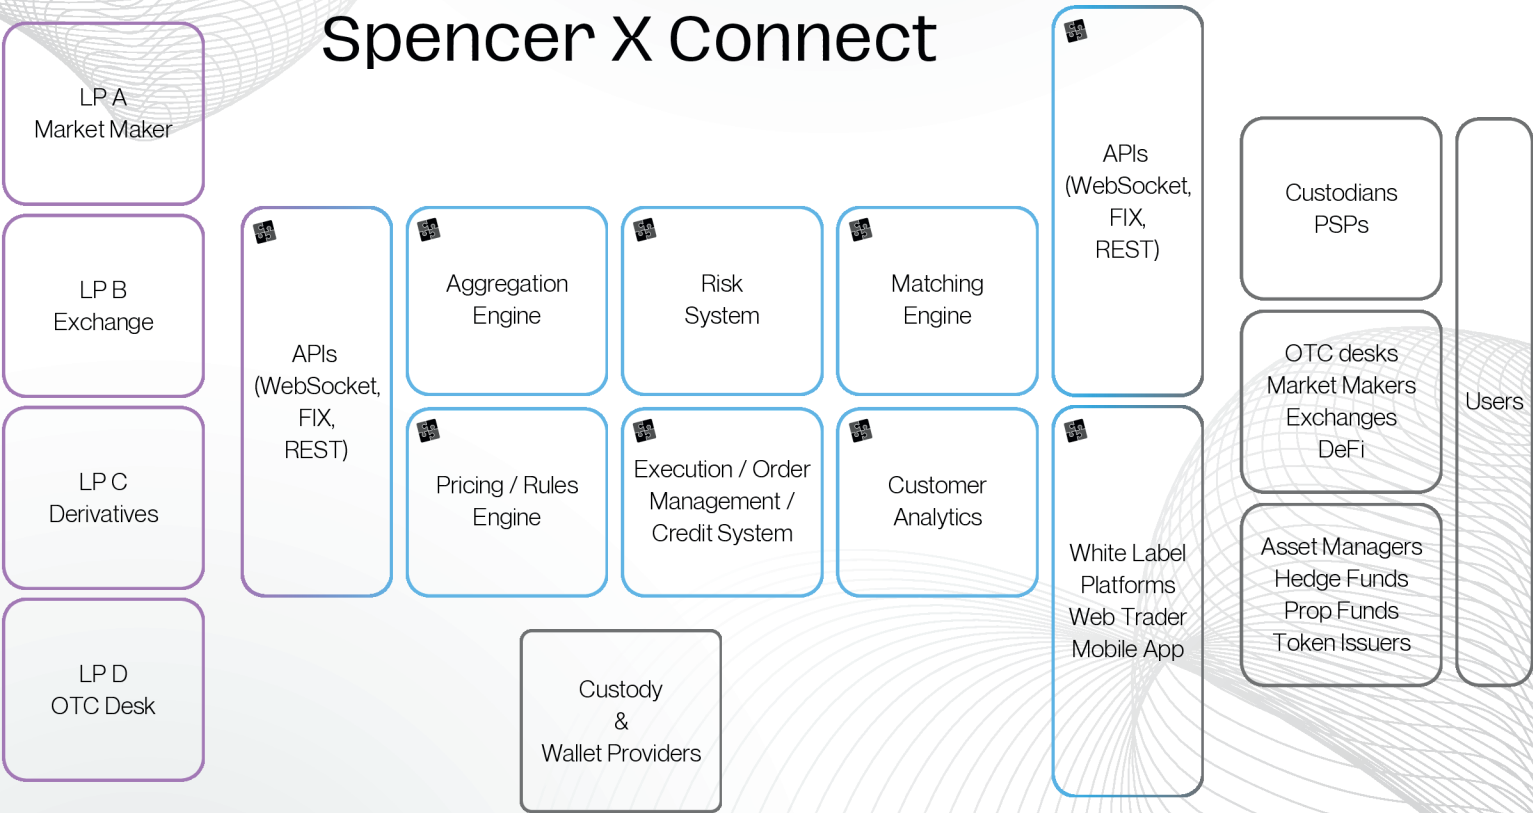 Spencer X Connect
LP A
Market Maker
LP B
Exchange
LP C
Derivatives
LP D
OTC Desk
APIs
(WebSocket,
FIX,
REST)
Aggregation
Engine
Risk
System
Matching
Engine
Pricing / Rules
Engine
Execution / Order
Management /
Credit System
Customer
Analytics
Custody
&
Wallet Providers
APIs
(WebSocket,
FIX,
REST)
White Label
Platforms
Web Trader
Mobile App
Custodians
PSPs
OTC desks
Market Makers
Exchanges
DeFi
Asset Managers
Hedge Funds
Prop Funds
Token Issuers
Users